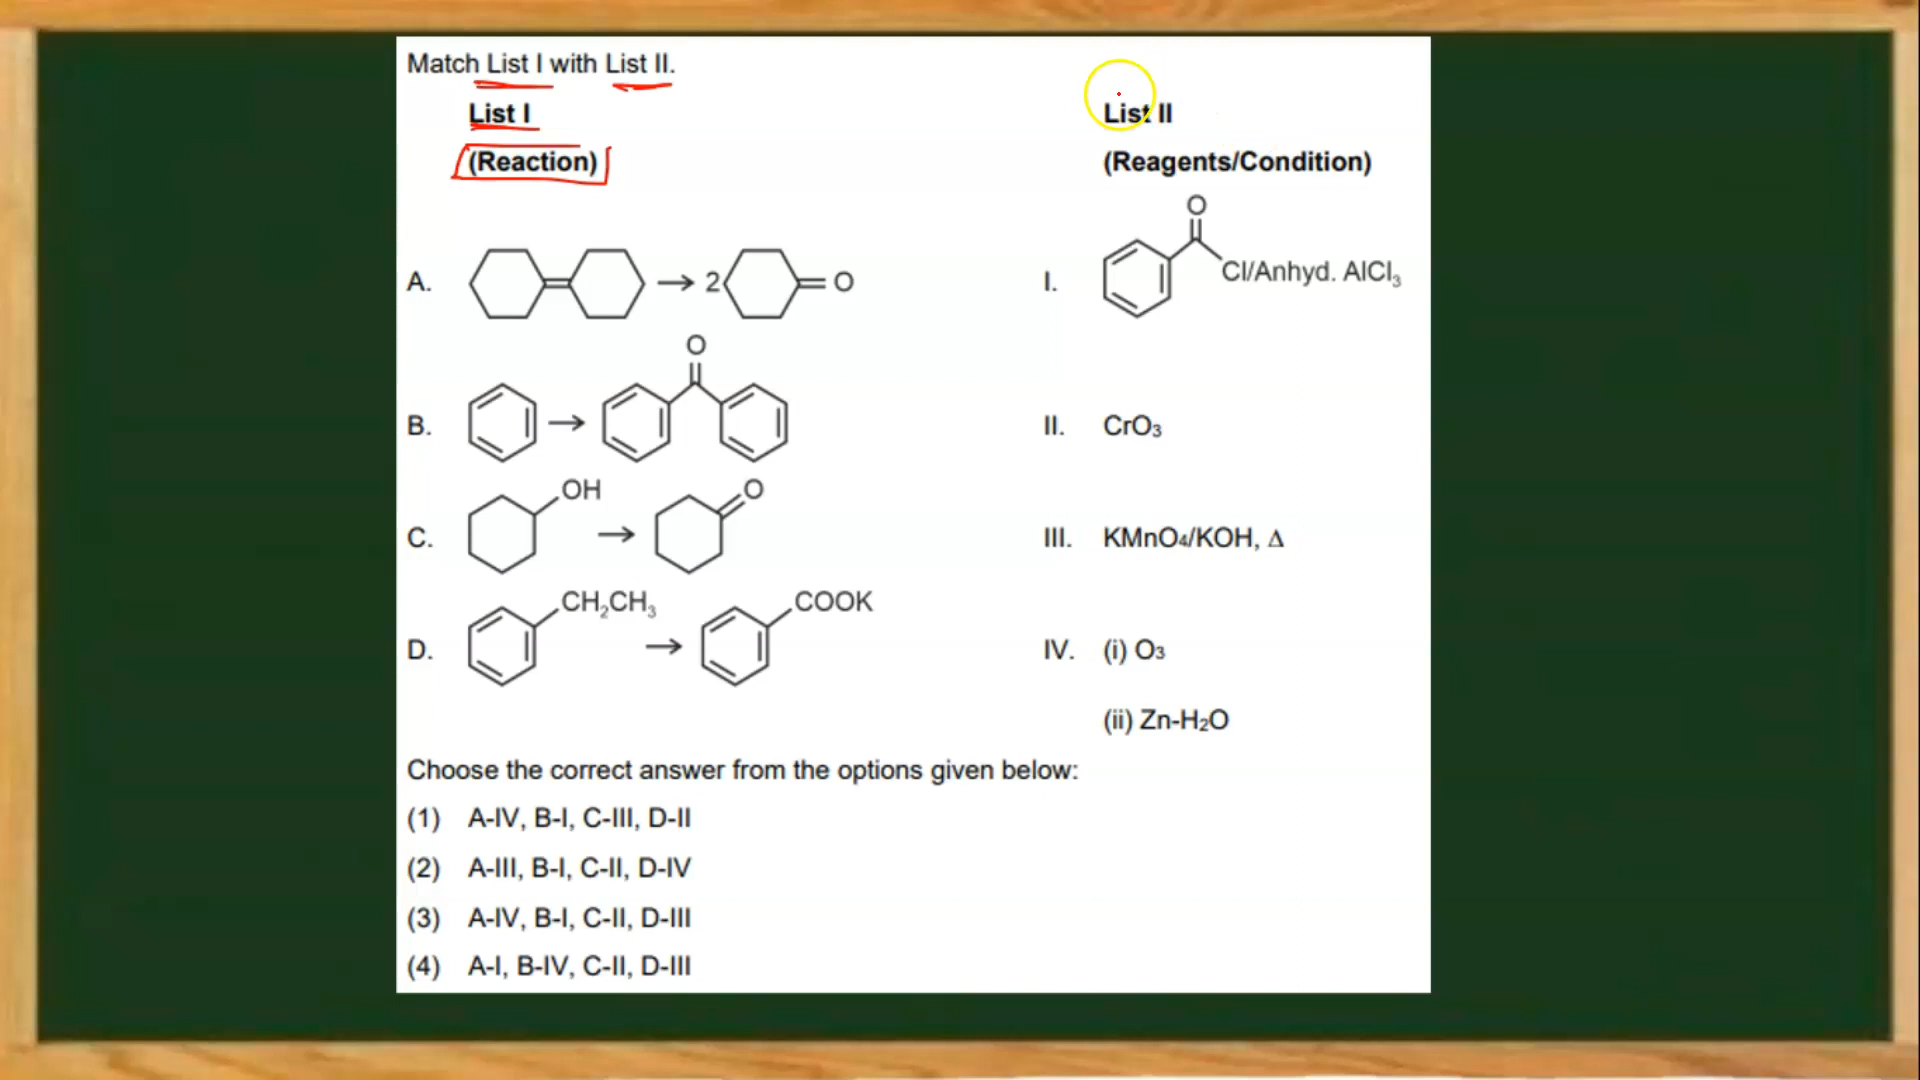 Match List I with List II.
List I List II
(Reaction) (Reagents/Condition)
O
A. → 2 O I. Cl/Anhyd. AlCl₃
O
B. → II. CrO₃
OH O
C. → III. KMnO₄/KOH, Δ
CH₂CH₃ COOK
D. → IV. (i) O₃
(ii) Zn-H₂O
Choose the correct answer from the options given below:
(1) A-IV, B-I, C-III, D-II
(2) A-III, B-I, C-II, D-IV
(3) A-IV, B-I, C-II, D-III
(4) A-I, B-IV, C-II, D-III